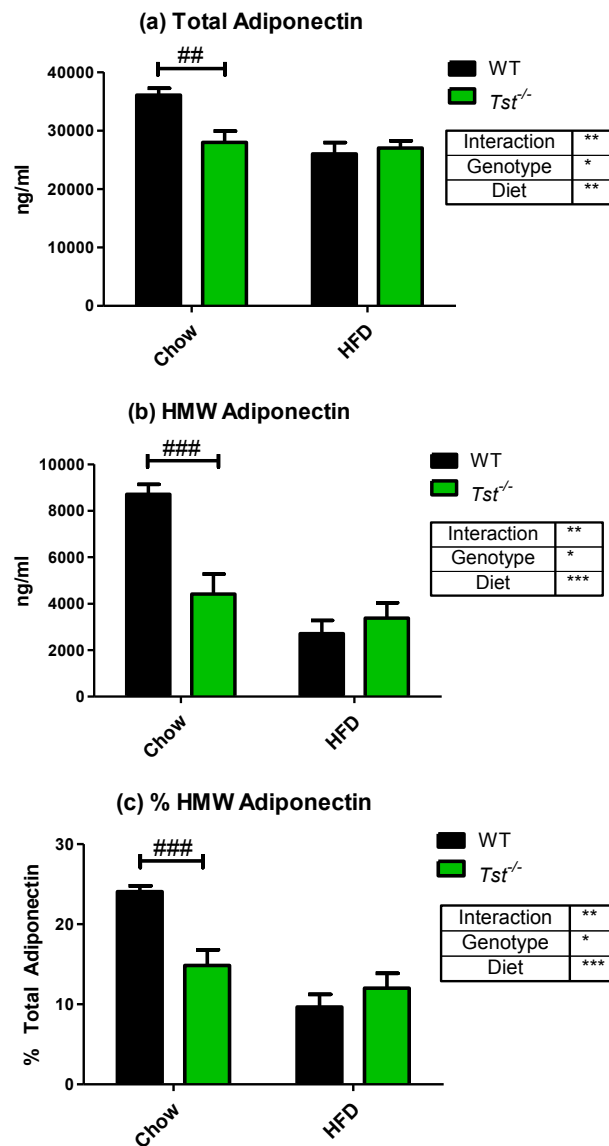 (a) Total Adiponectin
##
WT
Tst-/-
Interaction **
Genotype *
Diet **
40000
30000
20000
10000
0
ng/ml
Chow
HFD
(b) HMW Adiponectin
###
WT
Tst-/-
Interaction **
Genotype *
Diet ***
10000
8000
6000
4000
2000
0
ng/ml
Chow
HFD
(c) % HMW Adiponectin
###
WT
Tst-/-
Interaction **
Genotype *
Diet ***
30
20
10
0
% Total Adiponectin
Chow
HFD